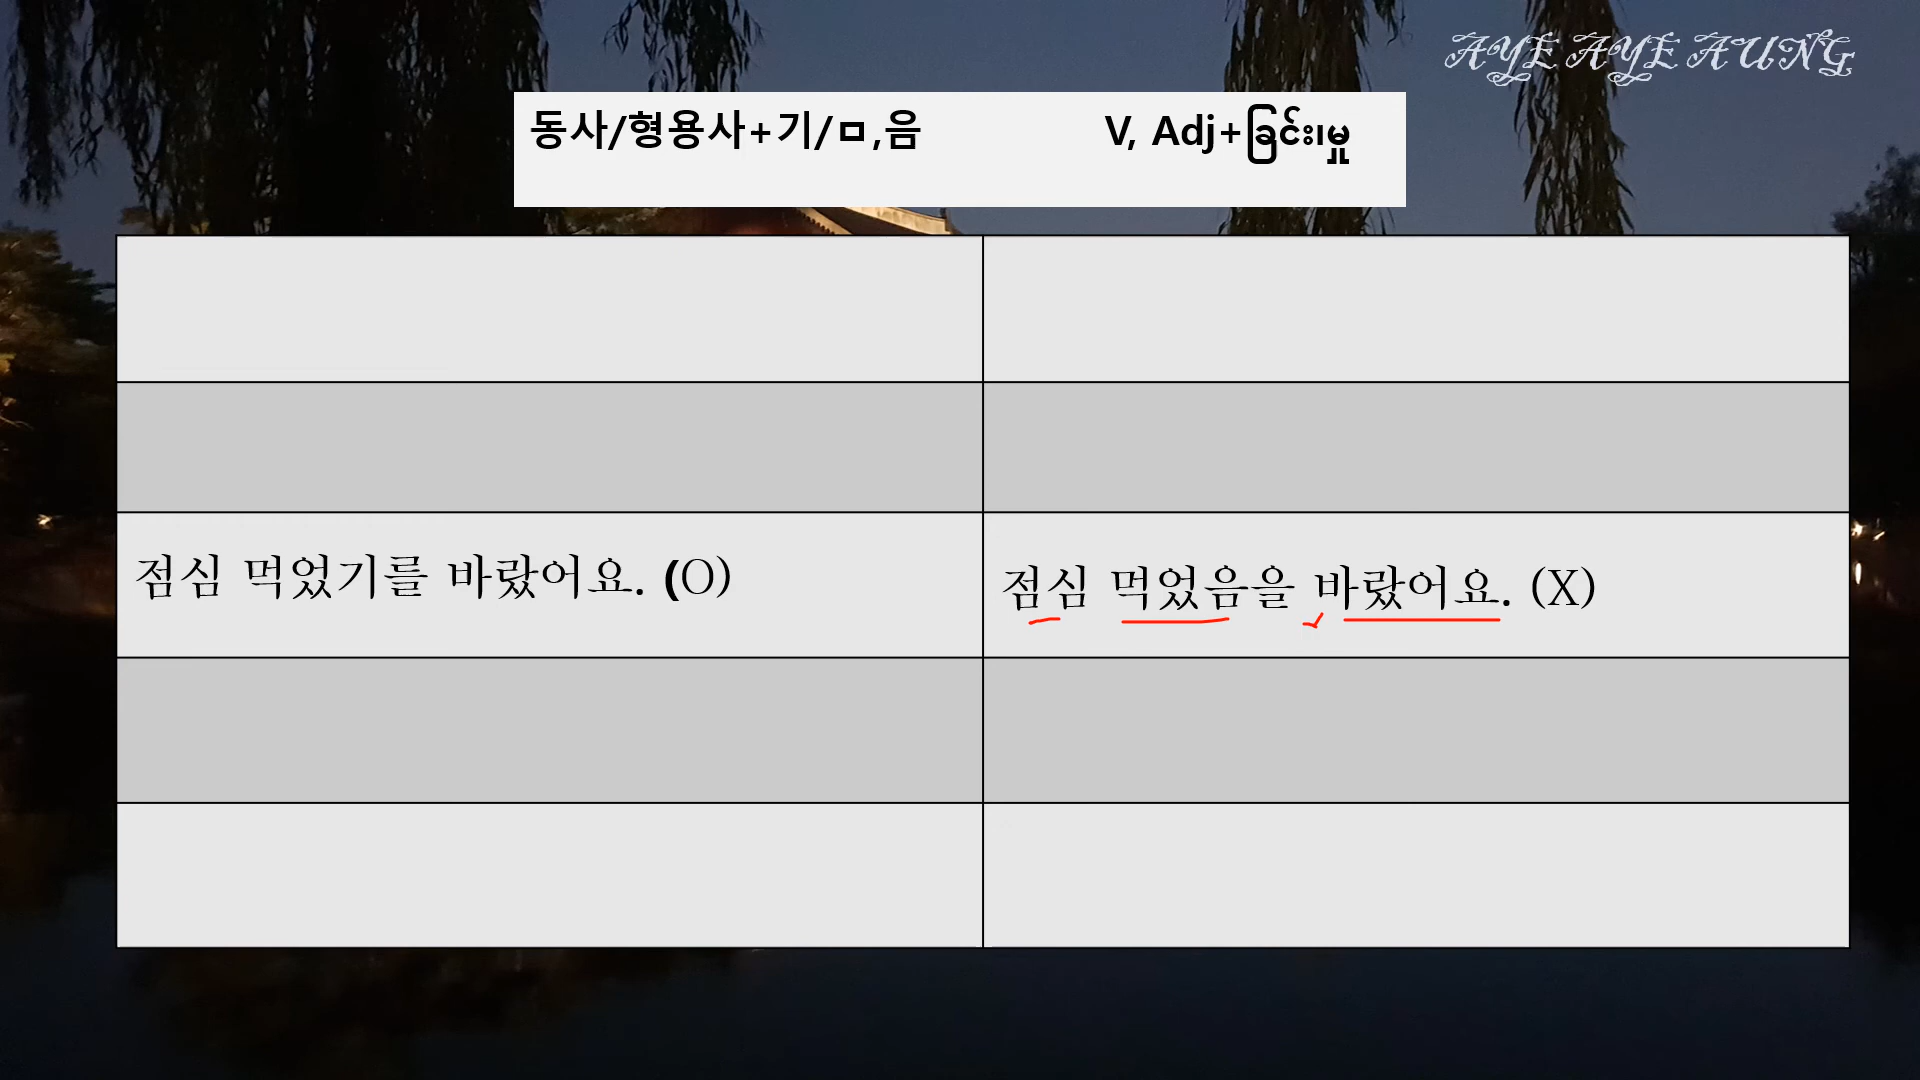 AYE AYE AUNG
동사/형용사+기/ㅁ,음 V, Adj+ခြင်း၊မှု
점심 먹었기를 바랐어요. (O)
점심 먹었음을 바랐어요. (X)